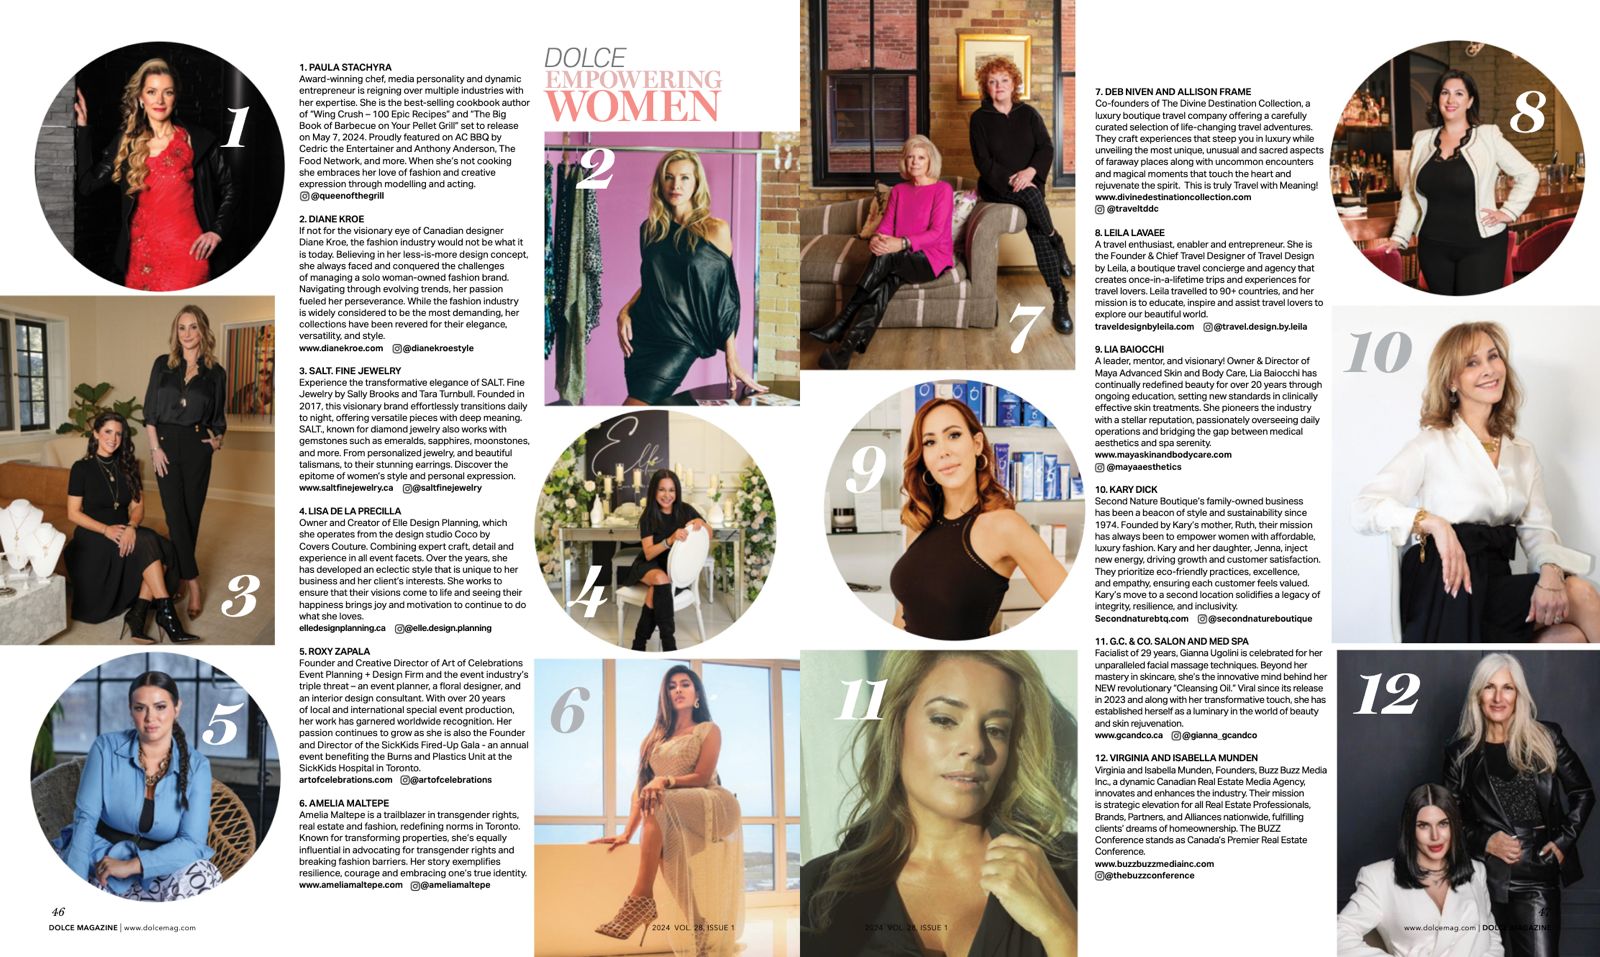 1
1. PAULA STACHYRA
Award-winning chef, media personality and dynamic
entrepreneur is reigning over multiple industries with
her expertise. She is the best-selling cookbook author
of “Wing Crush – 100 Epic Recipes” and “The Big
Book of Barbecue on Your Pellet Grill” set to release
on May 7, 2024. Proudly featured on AC BBQ by
Cedric the Entertainer and Anthony Anderson, The
Food Network, and more. When she’s not cooking
she embraces her love of fashion and creative
expression through modelling and acting.
@queenofthegrill
2. DIANE KROE
If not for the visionary eye of Canadian designer
Diane Kroe, the fashion industry would not be what it
is today. Believing in her less-is-more design concept,
she always faced and conquered the challenges
of managing a solo woman-owned fashion brand.
Navigating through evolving trends, her passion
fueled her perseverance. While the fashion industry
is widely considered to be the most demanding, her
collections have been revered for their elegance,
versatility, and style.
www.dianekroe.com @dianekroestyle
3. SALT. FINE JEWELRY
Experience the transformative elegance of SALT. Fine
Jewelry by Sally Brooks and Tara Turnbull. Founded in
2017, this visionary brand effortlessly transitions daily
to night, offering versatile pieces with deep meaning.
SALT., known for diamond jewelry also works with
gemstones such as emeralds, sapphires, moonstones,
and more. From personalized jewelry, and beautiful
talismans, to their stunning earrings. Discover the
epitome of women’s style and personal expression.
www.saltfinejewelry.ca @saltfinejewelry
4. LISA DE LA PRECILLA
Owner and Creator of Elle Design Planning, which
she operates from the design studio Coco by
Covers Couture. Combining expert craft, detail and
experience in all event facets. Over the years, she
has developed an eclectic style that is unique to her
business and her client’s interests. She works to
ensure that their visions come to life and seeing their
happiness brings joy and motivation to continue to do
what she loves.
elledesignplanning.ca @elle.design.planning
5. ROXY ZAPALA
Founder and Creative Director of Art of Celebrations
Event Planning + Design Firm and the event industry’s
triple threat – an event planner, a floral designer, and
an interior design consultant. With over 20 years
of local and international special event production,
her work has garnered worldwide recognition. Her
passion continues to grow as she is also the Founder
and Director of the SickKids Fired-Up Gala - an annual
event benefiting the Burns and Plastics Unit at the
SickKids Hospital in Toronto.
artofcelebrations.com @artofcelebrations
6. AMELIA MALTEPE
Amelia Maltepe is a trailblazer in transgender rights,
real estate and fashion, redefining norms in Toronto.
Known for transforming properties, she’s equally
influential in advocating for transgender rights and
breaking fashion barriers. Her story exemplifies
resilience, courage and embracing one’s true identity.
www.ameliamaltepe.com @ameliamaltepe
3
5
46
DOLCE MAGAZINE | www.dolcemag.com
DOLCE
EMPOWERING
WOMEN
2
Elle
4
6
2024 VOL. 28, ISSUE 1
7
9
11
2024 VOL. 28, ISSUE 1
7. DEB NIVEN AND ALLISON FRAME
Co-founders of The Divine Destination Collection, a
luxury boutique travel company offering a carefully
curated selection of life-changing travel adventures.
They craft experiences that steep you in luxury while
unveiling the most unique, unusual and sacred aspects
of faraway places along with uncommon encounters
and magical moments that touch the heart and
rejuvenate the spirit. This is truly Travel with Meaning!
www.divinedestinationcollection.com
@traveltddc
8. LEILA LAVAEE
A travel enthusiast, enabler and entrepreneur. She is
the Founder & Chief Travel Designer of Travel Design
by Leila, a boutique travel concierge and agency that
creates once-in-a-lifetime trips and experiences for
travel lovers. Leila travelled to 90+ countries, and her
mission is to educate, inspire and assist travel lovers to
explore our beautiful world.
traveldesignbyleila.com @travel.design.by.leila
9. LIA BAIOCCHI
A leader, mentor, and visionary! Owner & Director of
Maya Advanced Skin and Body Care, Lia Baiocchi has
continually redefined beauty for over 20 years through
ongoing education, setting new standards in clinically
effective skin treatments. She pioneers the industry
with a stellar reputation, passionately overseeing daily
operations and bridging the gap between medical
aesthetics and spa serenity.
www.mayaskinandbodycare.com
@mayaaesthetics
10. KARY DICK
Second Nature Boutique’s family-owned business
has been a beacon of style and sustainability since
1974. Founded by Kary’s mother, Ruth, their mission
has always been to empower women with affordable,
luxury fashion. Kary and her daughter, Jenna, inject
new energy, driving growth and customer satisfaction.
They prioritize eco-friendly practices, excellence,
and empathy, ensuring each customer feels valued.
Kary’s move to a second location solidifies a legacy of
integrity, resilience, and inclusivity.
Secondnaturebtq.com @secondnatureboutique
11. G.C. & CO. SALON AND MED SPA
Facialist of 29 years, Gianna Ugolini is celebrated for her
unparalleled facial massage techniques. Beyond her
mastery in skincare, she’s the innovative mind behind her
NEW revolutionary “Cleansing Oil.” Viral since its release
in 2023 and along with her transformative touch, she has
established herself as a luminary in the world of beauty
and skin rejuvenation.
www.gcandco.ca @gianna_gcandco
12. VIRGINIA AND ISABELLA MUNDEN
Virginia and Isabella Munden, Founders, Buzz Buzz Media
Inc., a dynamic Canadian Real Estate Media Agency,
innovates and enhances the industry. Their mission
is strategic elevation for all Real Estate Professionals,
Brands, Partners, and Alliances nationwide, fulfilling
clients’ dreams of homeownership. The BUZZ
Conference stands as Canada’s Premier Real Estate
Conference.
www.buzzbuzzmediainc.com
@thebuzzconference
8
10
12
47
www.dolcemag.com | DOLCE MAGAZINE